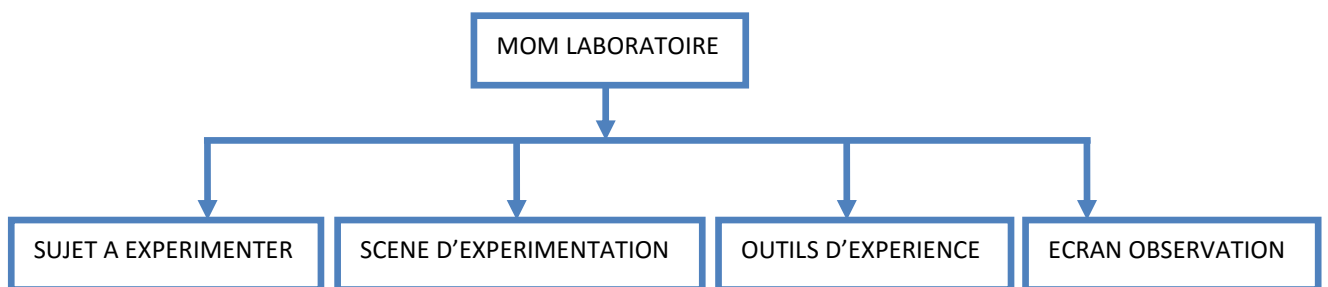 MOM LABORATOIRE
SUJET A EXPERIMENTER
SCENE D’EXPERIMENTATION
OUTILS D’EXPERIENCE
ECRAN OBSERVATION